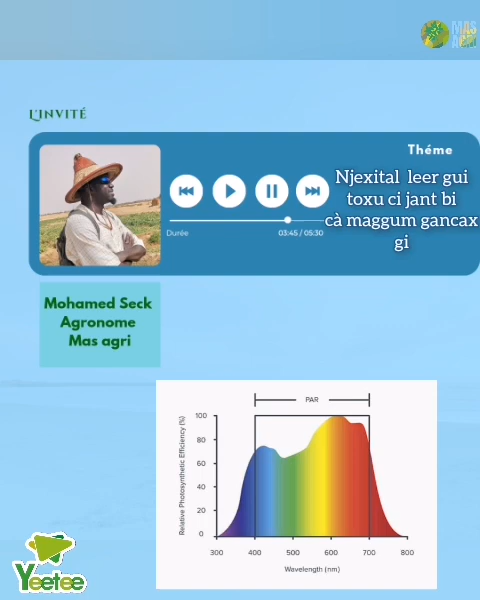 MAS
AGRI
L'INVITÉ
Théme
Njexital leer gui
toxu ci jant bi
cà maggum gancax
gi
Durée
03:45 / 05:30
Mohamed Seck
Agronome
Mas agri
PAR
Relative Photosynthetic Efficiency (%)
100
80
60
40
20
0
300 400 500 600 700 800
Wavelength (nm)
Yeetee